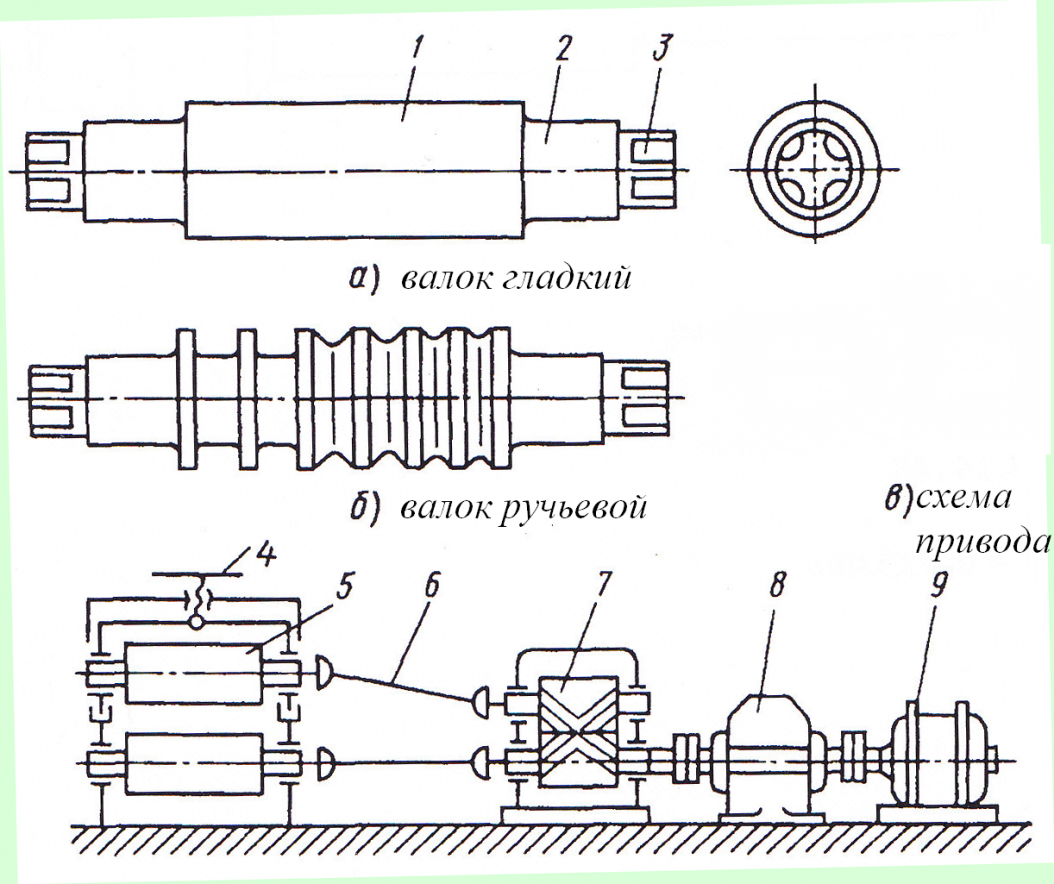 1 2 3
а) валок гладкий
б) валок ручьевой
в) схема
привода
4 5 6 7 8 9